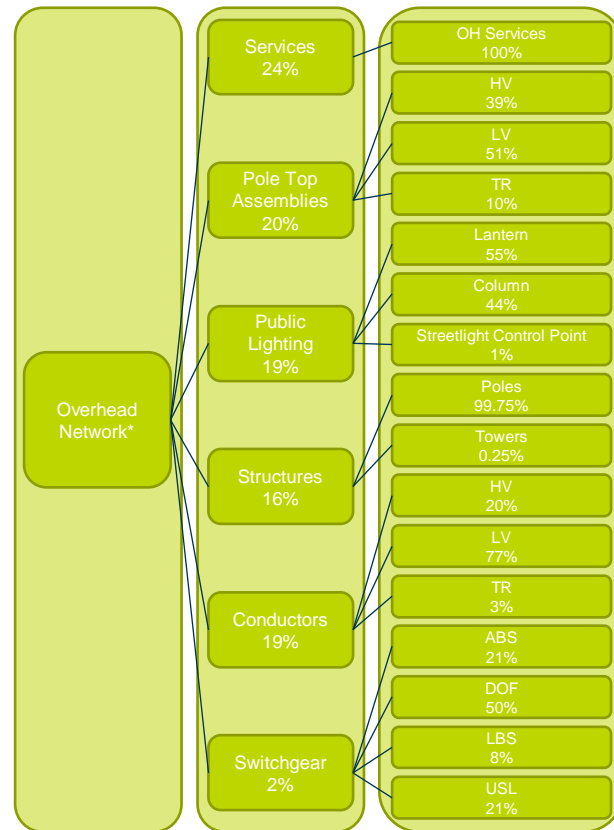 Overhead
Network*
Services
24%
Pole Top
Assemblies
20%
Public
Lighting
19%
Structures
16%
Conductors
19%
Switchgear
2%
OH Services
100%
HV
39%
LV
51%
TR
10%
Lantern
55%
Column
44%
Streetlight Control Point
1%
Poles
99.75%
Towers
0.25%
HV
20%
LV
77%
TR
3%
ABS
21%
DOF
50%
LBS
8%
USL
21%